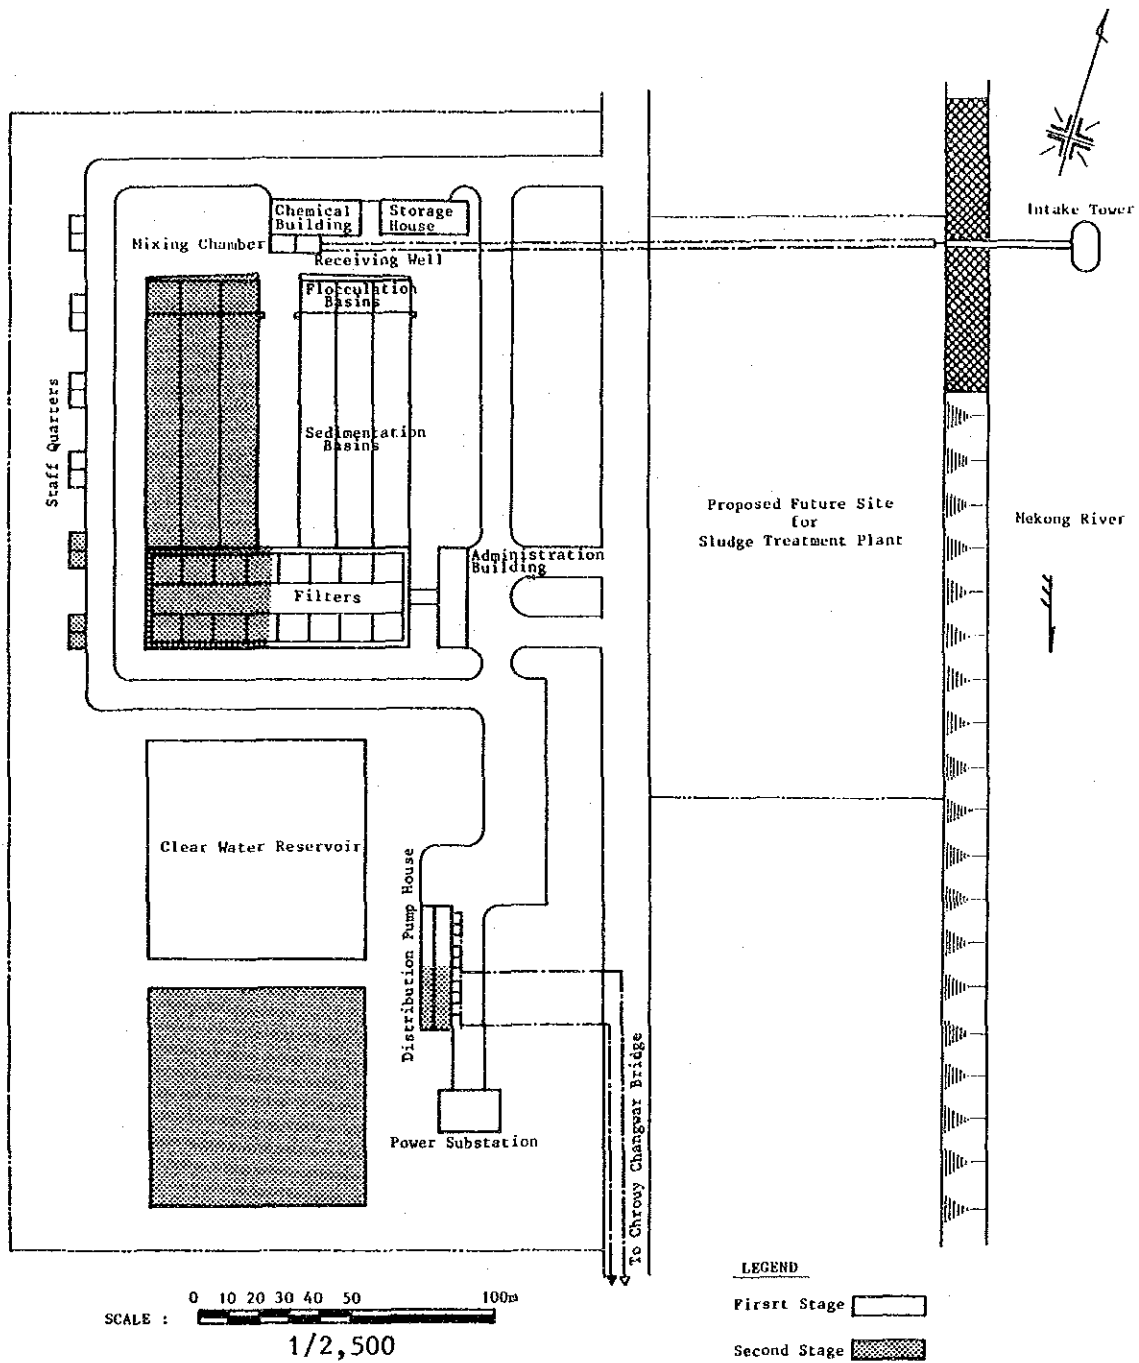 Intake Tower
Chemical
Building
Storage
House
Mixing Chamber
Receiving Well
Flocculation
Basins
Staff Quarters
Sedimentation
Basins
Proposed Future Site
for
Sludge Treatment Plant
Mekong River
Administration
Building
Filters
Clear Water Reservoir
Distribution Pump House
Power Substation
To Chrouy Changwar Bridge
LEGEND
Firsrt Stage
Second Stage
0 10 20 30 40 50 100m
SCALE :
1/2,500